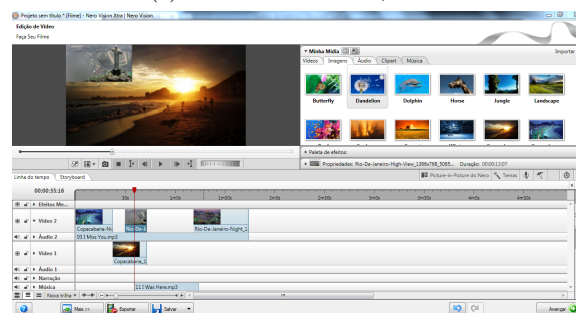 Projeto sem título * [Filme] - Nero Vision Xtra | Nero Vision
Edição de Vídeo
Faça Seu Filme
Minha Mídia
Importar
Vídeos Imagens Áudio Clipart Música
Butterfly Dandelion Dolphin Horse Jungle Landscape
Paleta de efeitos:
Propriedades: Rio-De-Janeiro-High-View_1366x768_5085... Duração: 00:00:13:07
Linha do tempo Storyboard
Picture-in-Picture do Nero Temas
00:00:35:16
30s 1m0s 1m30s 2m0s 2m30s 3m0s 3m30s 4m0s 4m30s
Efeitos Me...
Vídeo 2
Copacabana-Ni Rio-De-J Rio-De-Janeiro-Night_1
Áudio 2 03 I Miss You.mp3
Vídeo 1
Copacabana_1
Áudio 1
Narração
Música 11 I Was Here.mp3
Nova trilha
Mais >> Exportar Salvar Avançar